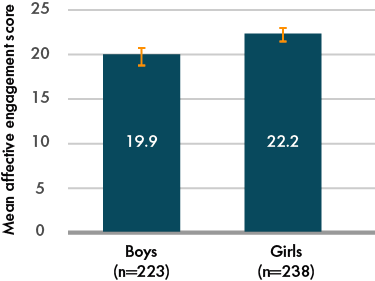 Mean affective engagement score
25
20
15
10
5
0
19.9
22.2
Boys
(n=223)
Girls
(n=238)